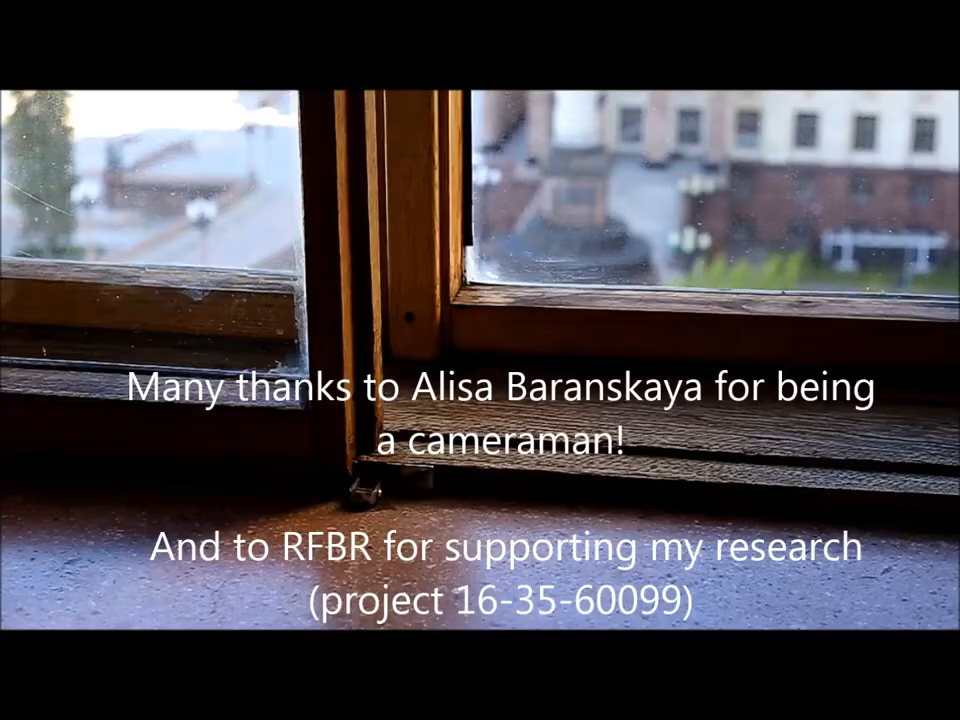 Many thanks to Alisa Baranskaya for being
a cameraman!
And to RFBR for supporting my research
(project 16-35-60099)